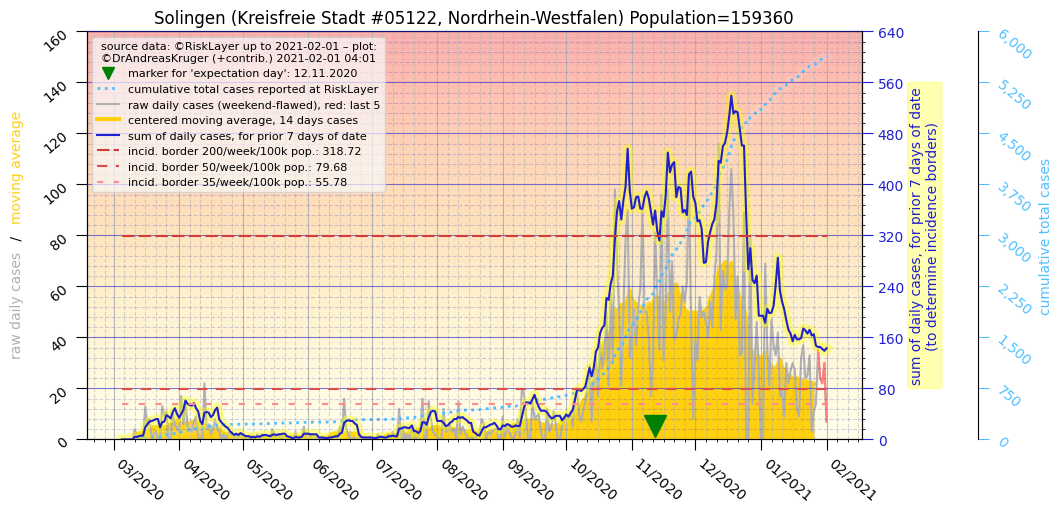 Solingen (Kreisfreie Stadt #05122, Nordrhein-Westfalen) Population=159360
source data: ©RiskLayer up to 2021-02-01 – plot:
©DrAndreasKruger (+contrib.) 2021-02-01 04:01
marker for 'expectation day': 12.11.2020
cumulative total cases reported at RiskLayer
raw daily cases (weekend-flawed), red: last 5
centered moving average, 14 days cases
sum of daily cases, for prior 7 days of date
incid. border 200/week/100k pop.: 318.72
incid. border 50/week/100k pop.: 79.68
incid. border 35/week/100k pop.: 55.78
raw daily cases / moving average
160
140
120
100
80
60
40
20
0
03/2020
04/2020
05/2020
06/2020
07/2020
08/2020
09/2020
10/2020
11/2020
12/2020
01/2021
02/2021
640
560
480
400
320
240
160
80
0
sum of daily cases, for prior 7 days of date
(to determine incidence borders)
6,000
5,250
4,500
3,750
3,000
2,250
1,500
750
0
cumulative total cases